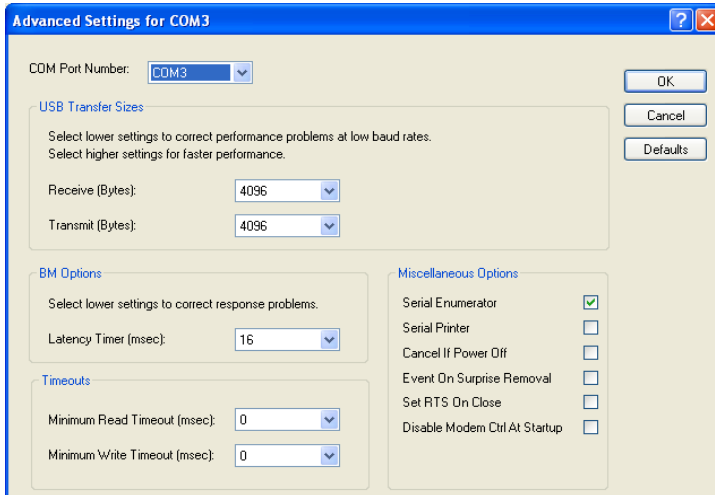 Advanced Settings for COM3
COM Port Number: COM3
OK
Cancel
Defaults
USB Transfer Sizes
Select lower settings to correct performance problems at low baud rates.
Select higher settings for faster performance.
Receive (Bytes): 4096
Transmit (Bytes): 4096
BM Options
Select lower settings to correct response problems.
Latency Timer (msec): 16
Timeouts
Minimum Read Timeout (msec): 0
Minimum Write Timeout (msec): 0
Miscellaneous Options
Serial Enumerator
Serial Printer
Cancel If Power Off
Event On Surprise Removal
Set RTS On Close
Disable Modem Ctrl At Startup